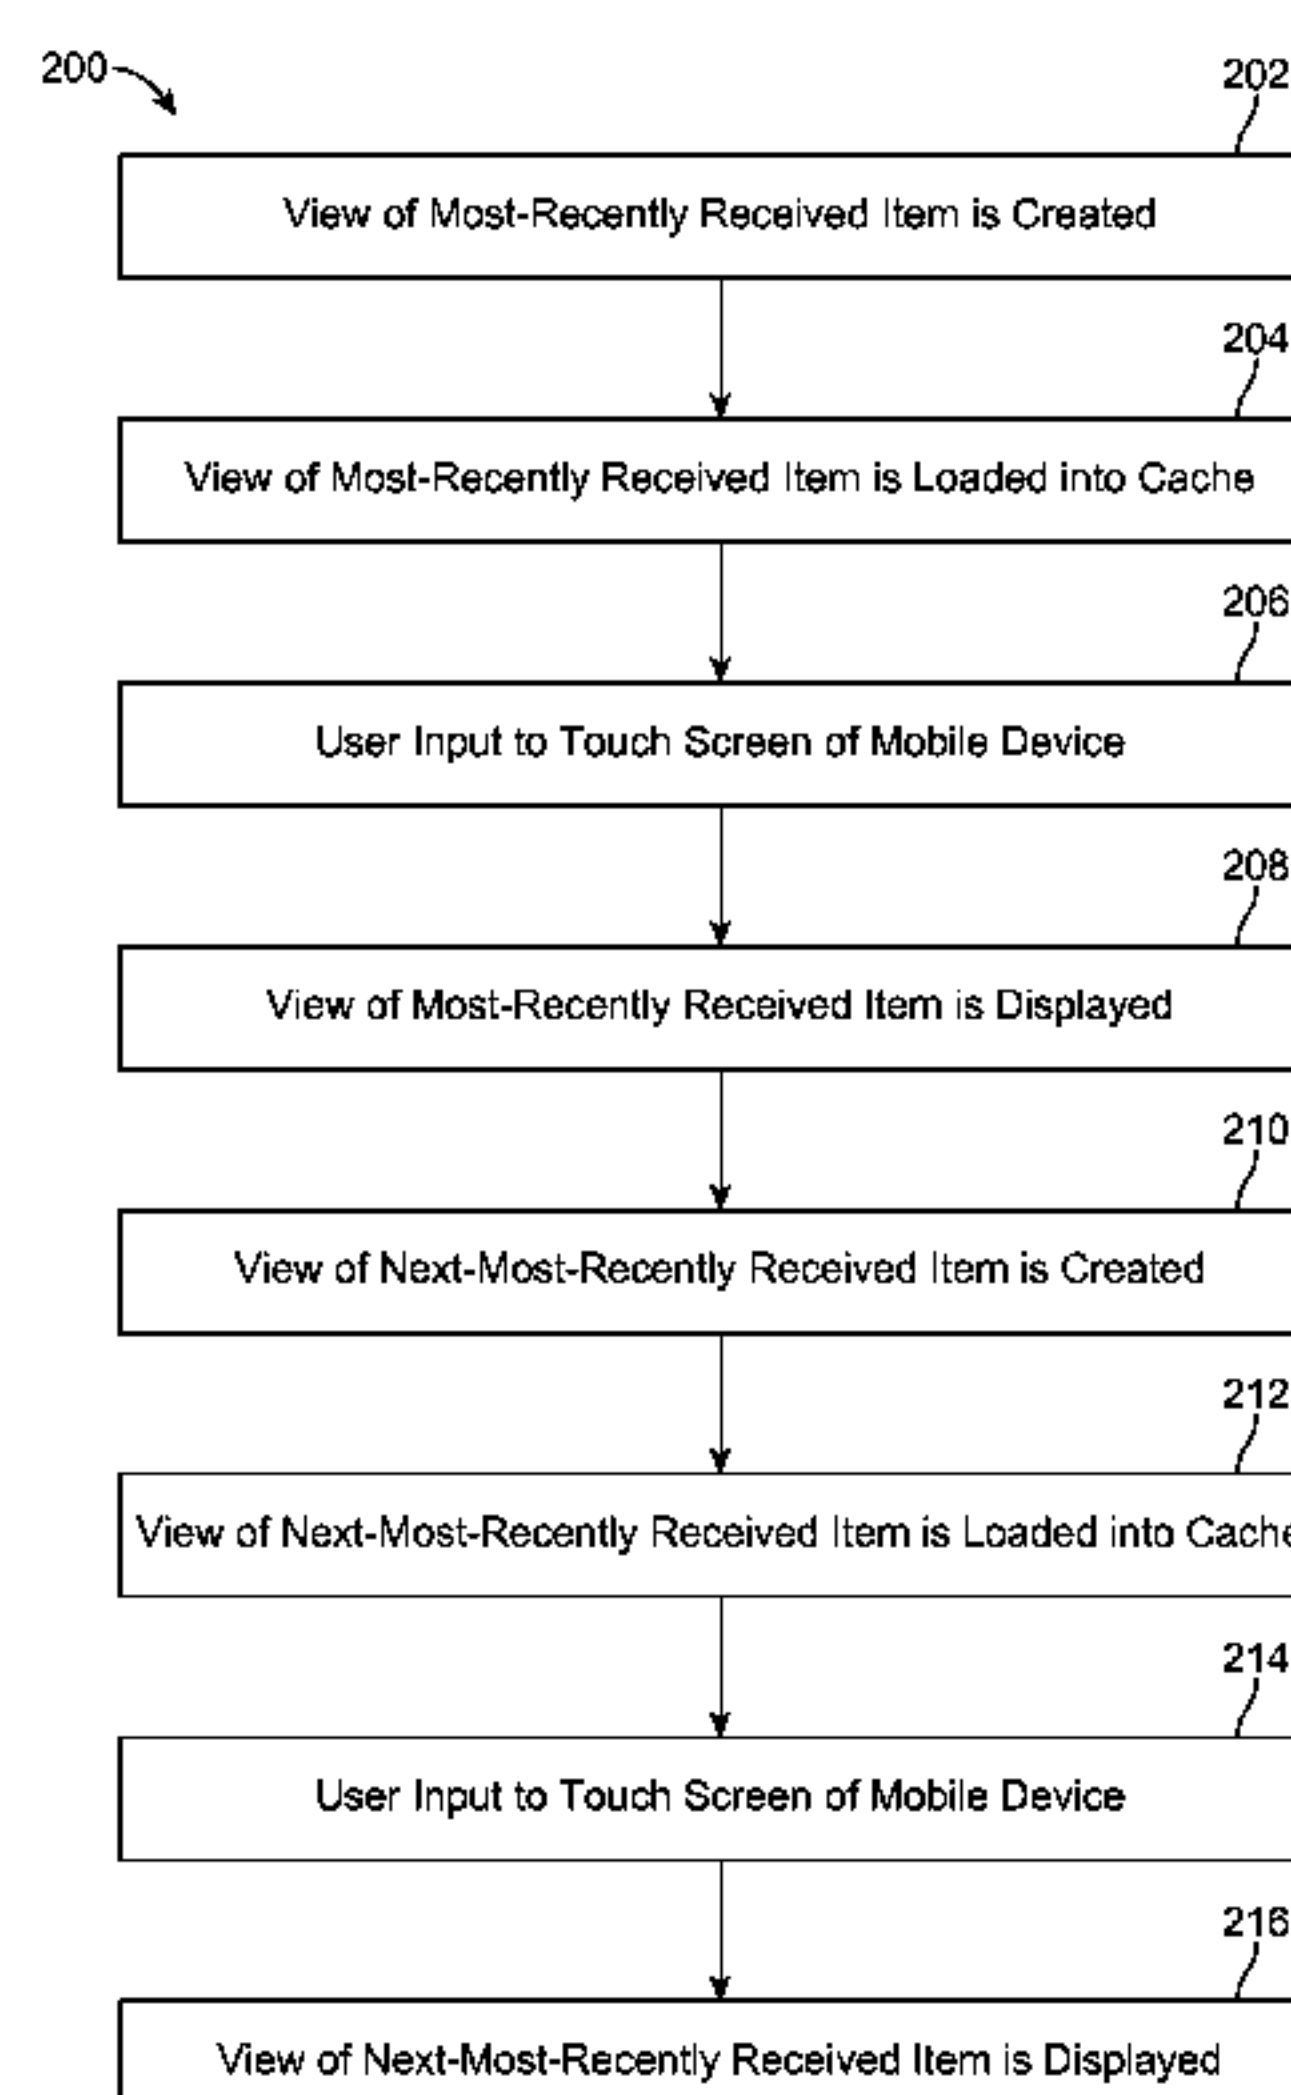 200
202
View of Most-Recently Received Item is Created
204
View of Most-Recently Received Item is Loaded into Cache
206
User Input to Touch Screen of Mobile Device
208
View of Most-Recently Received Item is Displayed
210
View of Next-Most-Recently Received Item is Created
212
View of Next-Most-Recently Received Item is Loaded into Cache
214
User Input to Touch Screen of Mobile Device
216
View of Next-Most-Recently Received Item is Displayed